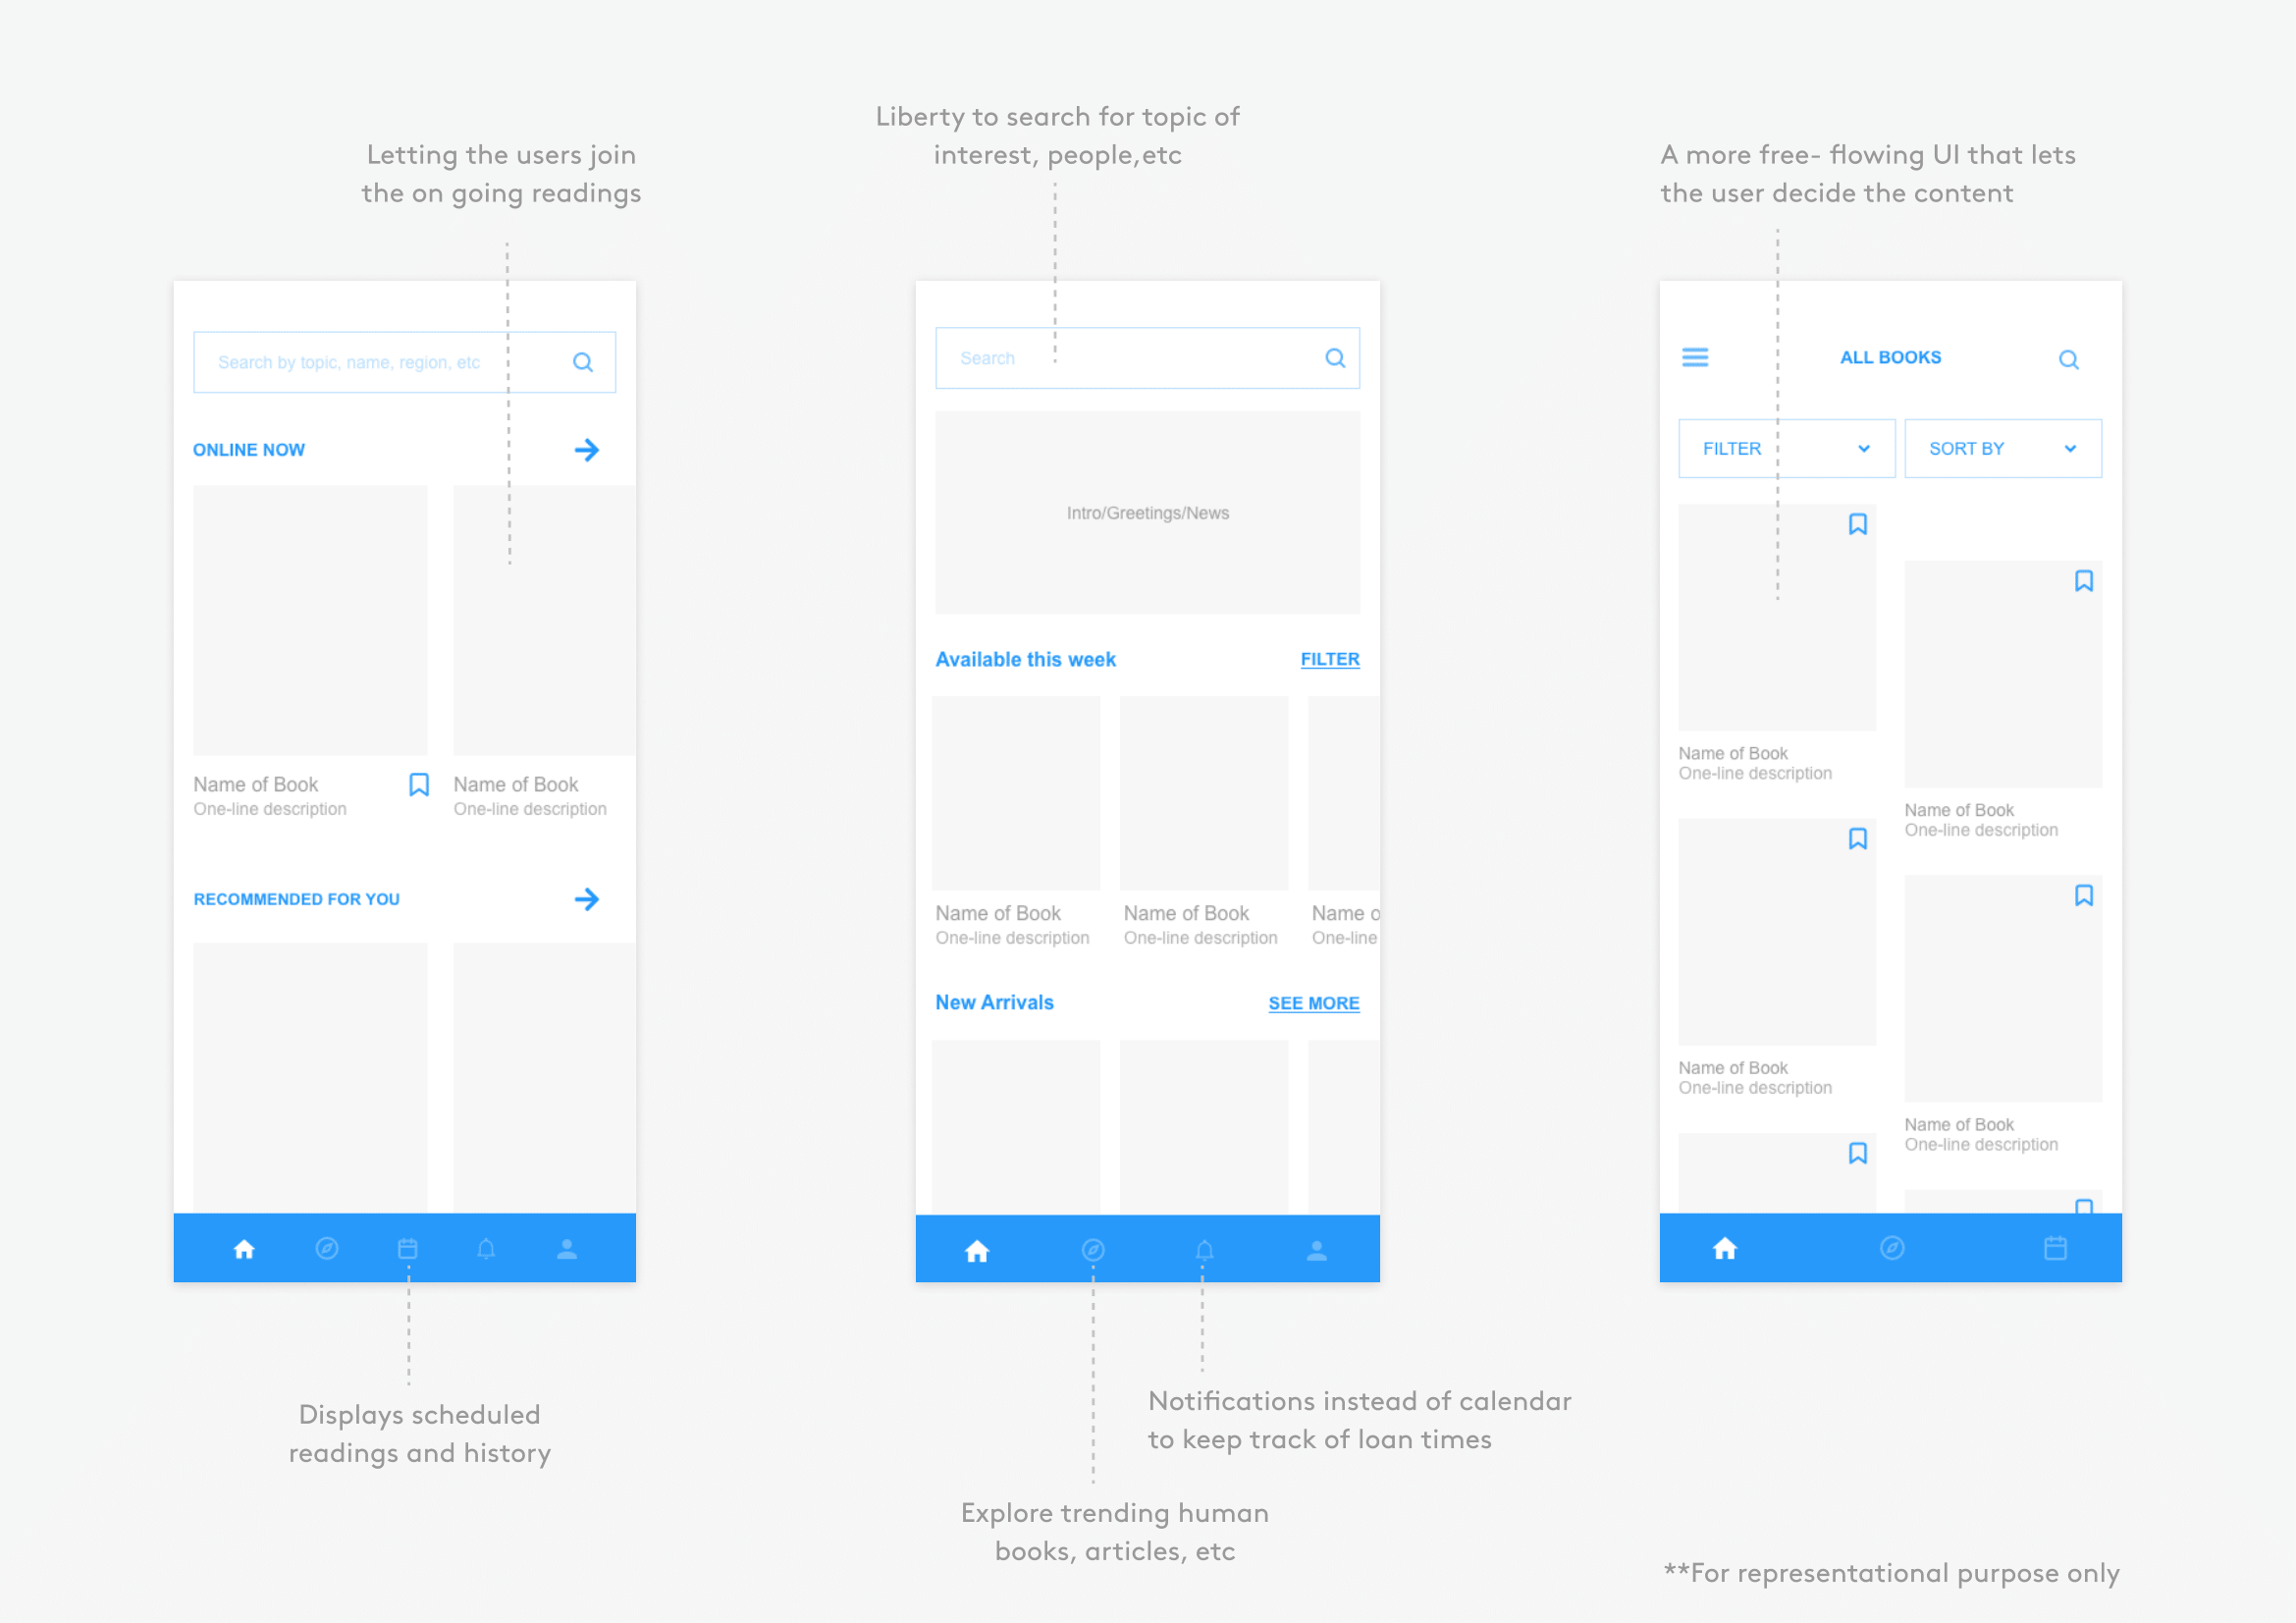 Letting the users join
the on going readings
Search by topic, name, region, etc
ONLINE NOW
Name of Book
One-line description
Name of Book
One-line description
RECOMMENDED FOR YOU
Displays scheduled
readings and history
Liberty to search for topic of
interest, people,etc
Search
Intro/Greetings/News
Available this week
FILTER
Name of Book
One-line description
Name of Book
One-line description
Name o
One-line
New Arrivals
SEE MORE
Notifications instead of calendar
to keep track of loan times
Explore trending human
books, articles, etc
A more free- flowing UI that lets
the user decide the content
ALL BOOKS
FILTER
SORT BY
Name of Book
One-line description
Name of Book
One-line description
Name of Book
One-line description
Name of Book
One-line description
**For representational purpose only